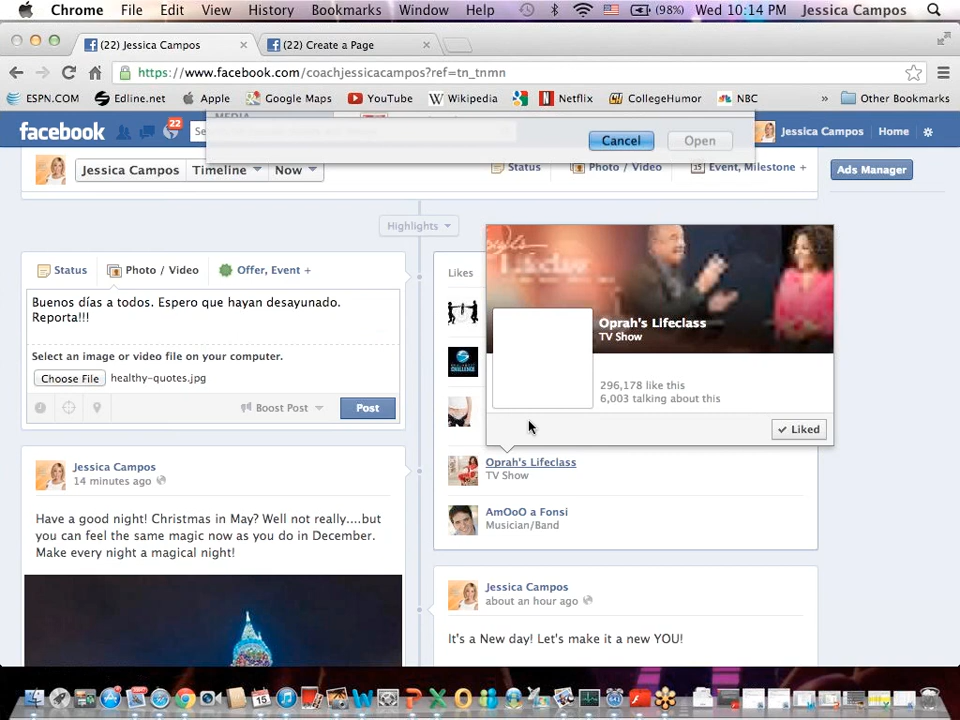 Chrome File Edit View History Bookmarks Window Help (98%) Wed 10:14 PM Jessica Campos
(22) Jessica Campos (22) Create a Page
https://www.facebook.com/coachjessicacampos?ref=tn_tnmn
ESPN.COM Edline.net Apple Google Maps YouTube Wikipedia Netflix CollegeHumor NBC » Other Bookmarks
MEDIA
facebook 22 Jessica Campos Home
Cancel Open
Jessica Campos Timeline Now Status Photo / Video Event, Milestone + Ads Manager
Highlights
Status Photo / Video Offer, Event +
Buenos días a todos. Espero que hayan desayunado.
Reporta!!!
Select an image or video file on your computer.
Choose File healthy-quotes.jpg
Boost Post Post
Jessica Campos
14 minutes ago
Have a good night! Christmas in May? Well not really....but
you can feel the same magic now as you do in December.
Make every night a magical night!
Likes
Oprah's Lifeclass
TV Show
296,178 like this
6,003 talking about this
Liked
Oprah's Lifeclass
TV Show
AmOoO a Fonsi
Musician/Band
Jessica Campos
about an hour ago
It's a New day! Let's make it a new YOU!